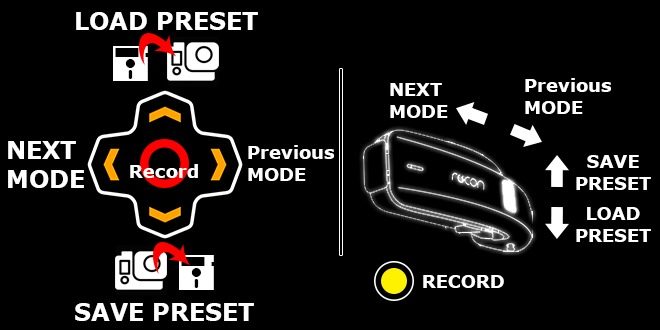 LOAD PRESET
NEXT
MODE
Record
Previous
MODE
SAVE PRESET
NEXT
MODE
Previous
MODE
SAVE
PRESET
LOAD
PRESET
recon
RECORD